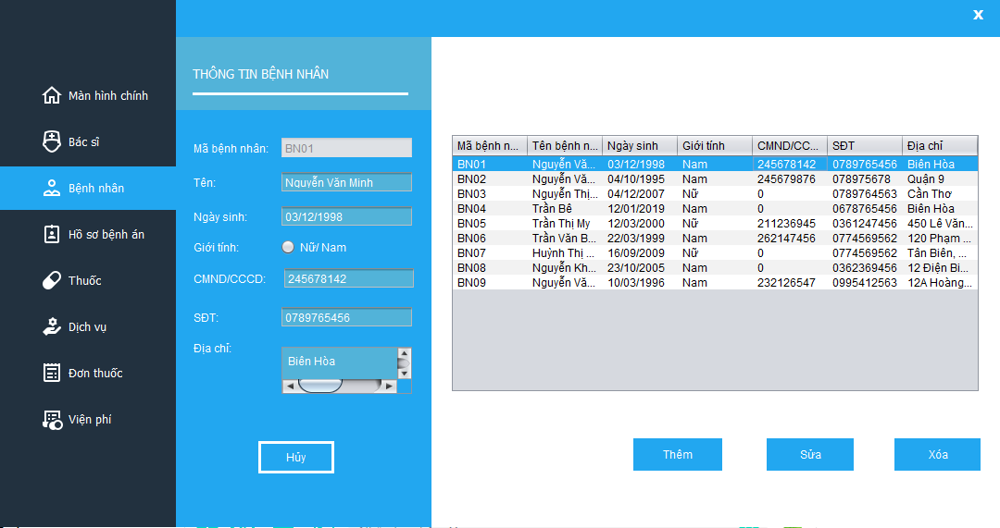 X
Màn hình chính
Bác sĩ
Bệnh nhân
Hồ sơ bệnh án
Thuốc
Dịch vụ
Đơn thuốc
Viện phí
THÔNG TIN BỆNH NHÂN
Mã bệnh nhân: BN01
Tên: Nguyễn Văn Minh
Ngày sinh: 03/12/1998
Giới tính: Nữ/ Nam
CMND/CCCD: 245678142
SĐT: 0789765456
Địa chỉ: Biên Hòa
Hủy
Mã bệnh n... Tên bệnh n... Ngày sinh Giới tính CMND/CC... SĐT Địa chỉ
BN01 Nguyễn Vă... 03/12/1998 Nam 245678142 0789765456 Biên Hòa
BN02 Nguyễn Vă... 04/10/1995 Nam 245679876 078975678 Quận 9
BN03 Nguyễn Thị... 04/12/2007 Nữ 0 0789764563 Cần Thơ
BN04 Trần Bê 12/01/2019 Nam 0 0678765456 Biên Hòa
BN05 Trần Thị My 12/03/2000 Nữ 211236945 0361247456 450 Lê Văn...
BN06 Trần Văn B... 22/03/1999 Nam 262147456 0774569562 120 Phạm ...
BN07 Huỳnh Thị ... 16/09/2009 Nữ 0 0774569562 Tân Biên, ...
BN08 Nguyễn Kh... 23/10/2005 Nam 0 0362369456 12 Điện Bi...
BN09 Nguyễn Vă... 10/03/1996 Nam 232126547 0995412563 12A Hoàng...
Thêm Sửa Xóa